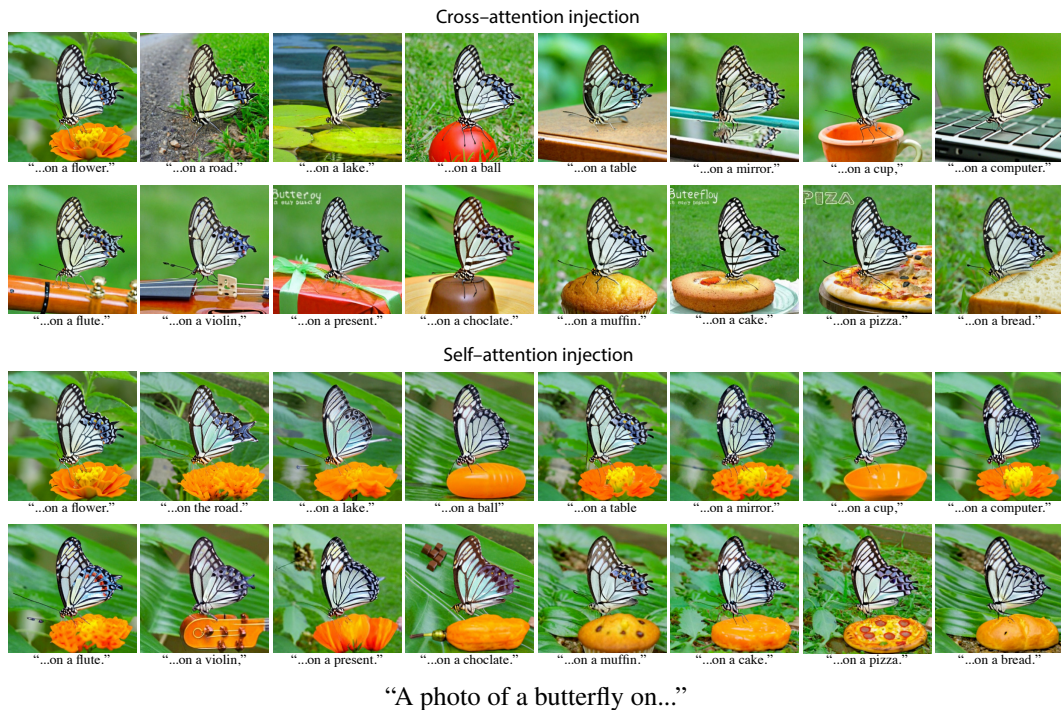 Cross–attention injection
“...on a flower.” “...on a road.” “...on a lake.” “...on a ball “...on a table “...on a mirror.” “...on a cup,” “...on a computer.”
Butteroy
Buteefloy
PIZA
“...on a flute.” “...on a violin,” “...on a present.” “...on a choclate.” “...on a muffin.” “...on a cake.” “...on a pizza.” “...on a bread.”
Self–attention injection
“...on a flower.” “...on the road.” “...on a lake.” “...on a ball” “...on a table “...on a mirror.” “...on a cup,” “...on a computer.”
“...on a flute.” “...on a violin,” “...on a present.” “...on a choclate.” “...on a muffin.” “...on a cake.” “...on a pizza.” “...on a bread.”
“A photo of a butterfly on...”